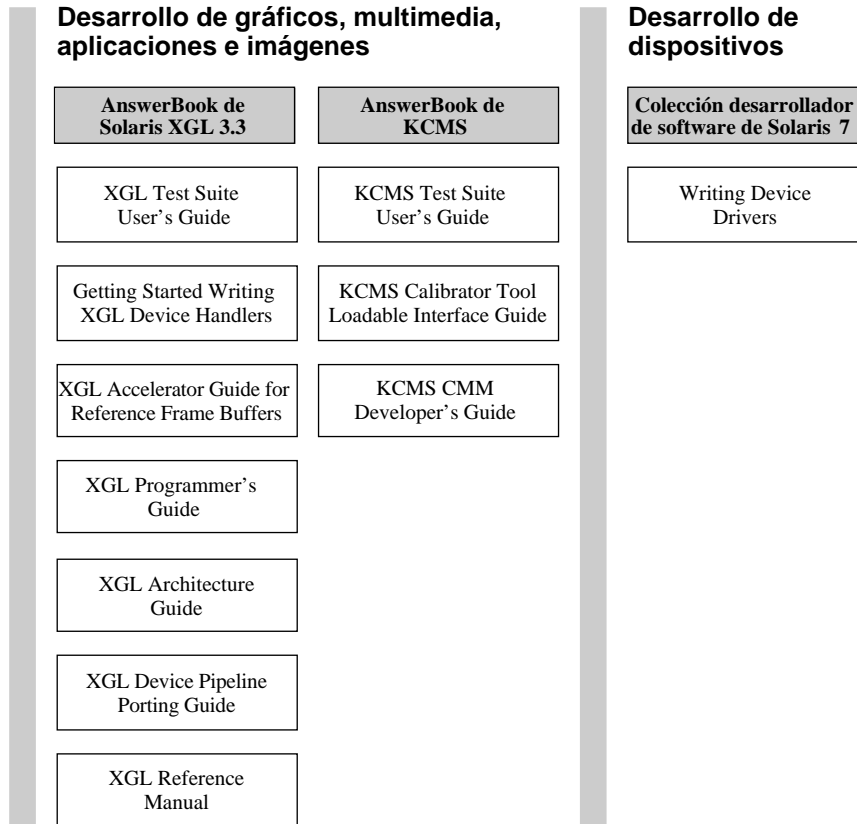 Desarrollo de gráficos, multimedia,
aplicaciones e imágenes
AnswerBook de
Solaris XGL 3.3
XGL Test Suite
User's Guide
Getting Started Writing
XGL Device Handlers
XGL Accelerator Guide for
Reference Frame Buffers
XGL Programmer's
Guide
XGL Architecture
Guide
XGL Device Pipeline
Porting Guide
XGL Reference
Manual
AnswerBook de
KCMS
KCMS Test Suite
User's Guide
KCMS Calibrator Tool
Loadable Interface Guide
KCMS CMM
Developer's Guide
Desarrollo de
dispositivos
Colección desarrollador
de software de Solaris 7
Writing Device
Drivers